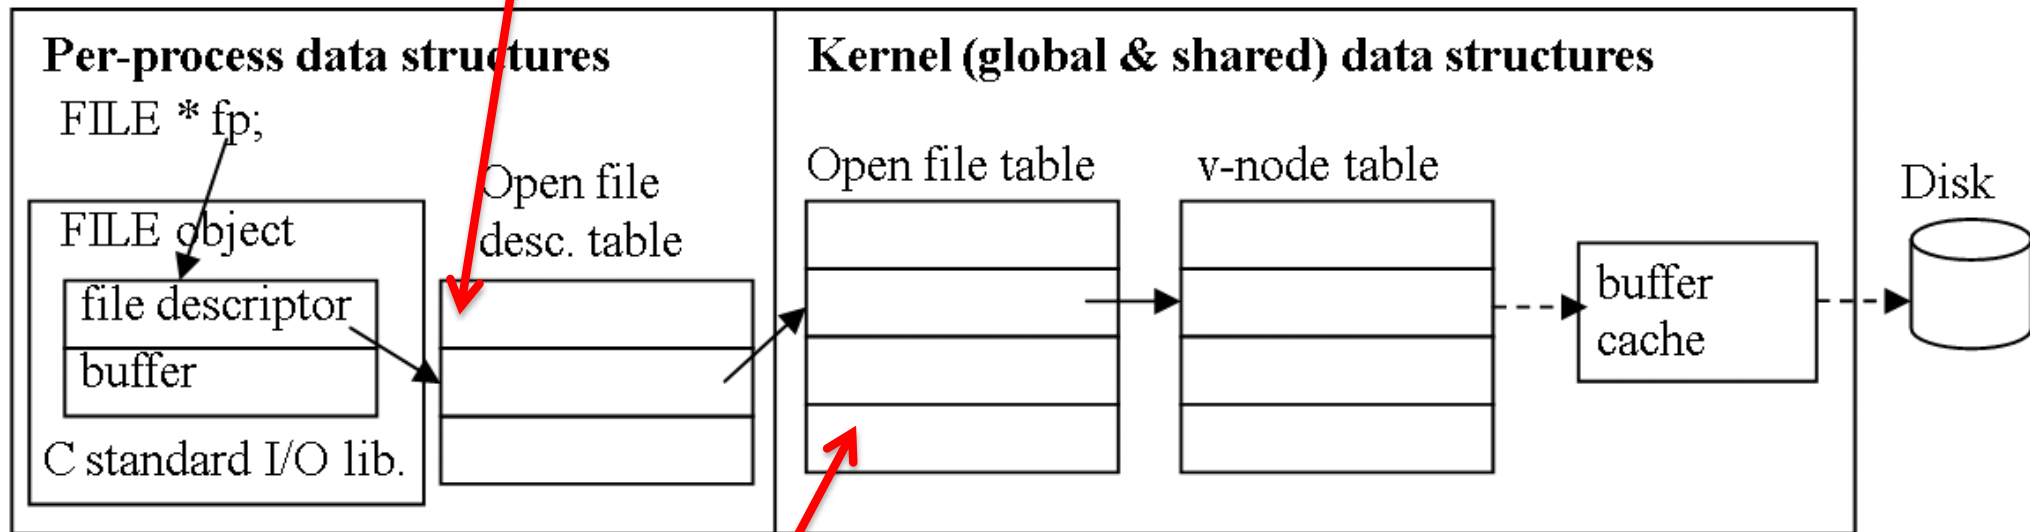 Per-process data structures
FILE * fp;
FILE object
file descriptor
buffer
C standard I/O lib.
Open file
desc. table
Kernel (global & shared) data structures
Open file table
v-node table
buffer
cache
Disk